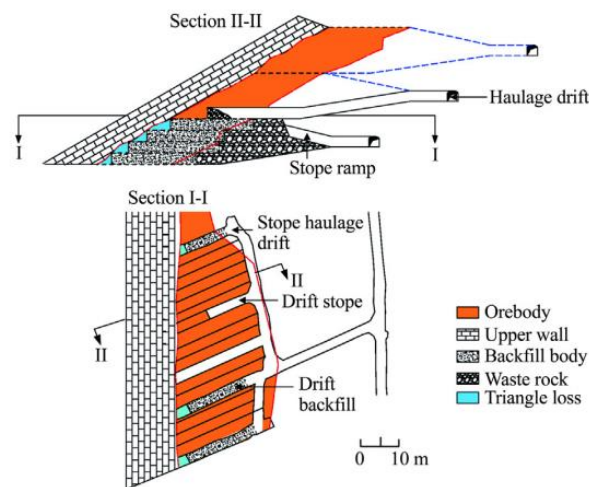 Section II-II
Haulage drift
I
I
Stope ramp
Section I-I
Stope haulage
drift
II
Drift stope
II
Drift
backfill
Orebody
Upper wall
Backfill body
Waste rock
Triangle loss
0 10 m